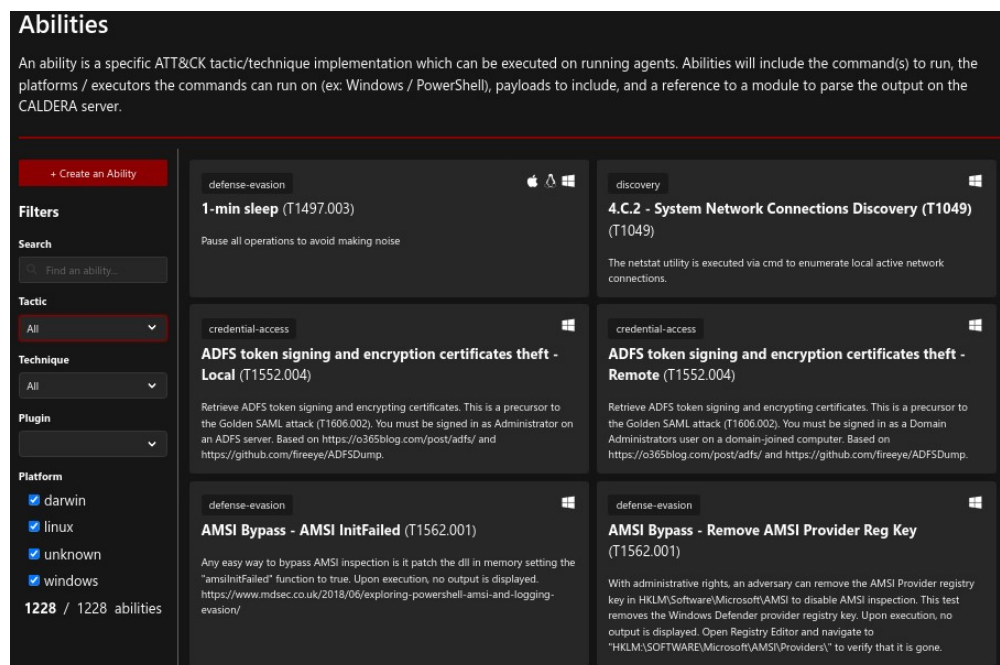 Abilities
An ability is a specific ATT&CK tactic/technique implementation which can be executed on running agents. Abilities will include the command(s) to run, the
platforms / executors the commands can run on (ex: Windows / PowerShell), payloads to include, and a reference to a module to parse the output on the
CALDERA server.
+ Create an Ability
Filters
Search
Find an ability...
Tactic
All
Technique
All
Plugin
Platform
darwin
linux
unknown
windows
1228 / 1228 abilities
defense-evasion
1-min sleep (T1497.003)
Pause all operations to avoid making noise
discovery
4.C.2 - System Network Connections Discovery (T1049)
(T1049)
The netstat utility is executed via cmd to enumerate local active network
connections.
credential-access
ADFS token signing and encryption certificates theft -
Local (T1552.004)
Retrieve ADFS token signing and encrypting certificates. This is a precursor to
the Golden SAML attack (T1606.002). You must be signed in as Administrator on
an ADFS server. Based on https://o365blog.com/post/adfs/ and
https://github.com/fireeye/ADFSDump.
credential-access
ADFS token signing and encryption certificates theft -
Remote (T1552.004)
Retrieve ADFS token signing and encrypting certificates. This is a precursor to
the Golden SAML attack (T1606.002). You must be signed in as a Domain
Administrators user on a domain-joined computer. Based on
https://o365blog.com/post/adfs/ and https://github.com/fireeye/ADFSDump.
defense-evasion
AMSI Bypass - AMSI InitFailed (T1562.001)
Any easy way to bypass AMSI inspection is it patch the dll in memory setting the
"amsiInitFailed" function to true. Upon execution, no output is displayed.
https://www.mdsec.co.uk/2018/06/exploring-powershell-amsi-and-logging-
evasion/
defense-evasion
AMSI Bypass - Remove AMSI Provider Reg Key
(T1562.001)
With administrative rights, an adversary can remove the AMSI Provider registry
key in HKLM\Software\Microsoft\AMSI to disable AMSI inspection. This test
removes the Windows Defender provider registry key. Upon execution, no
output is displayed. Open Registry Editor and navigate to
"HKLM:\SOFTWARE\Microsoft\AMSI\Providers\" to verify that it is gone.